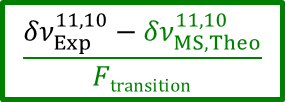 δν^{11,10}_{Exp} − δν^{11,10}_{MS,Theo}
F_{transition}